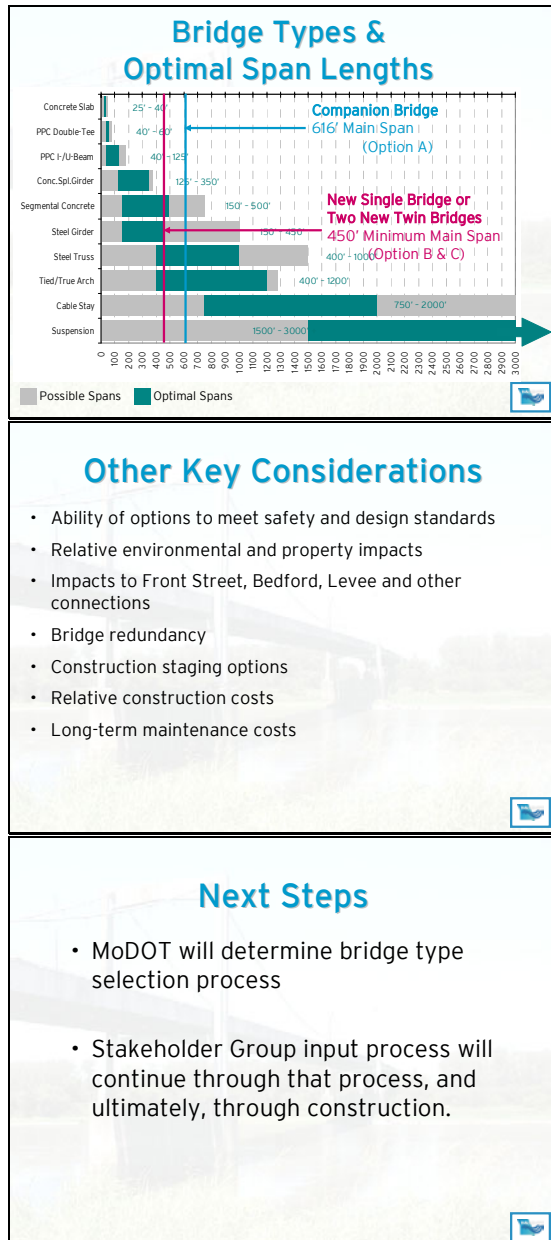 Bridge Types &
Optimal Span Lengths
Concrete Slab
25' - 40'
PPC Double-Tee
40' - 60'
PPC I-/U-Beam
40' - 125'
Conc.Spl.Girder
125' - 350'
Segmental Concrete
150' - 500'
Steel Girder
150' - 450'
Steel Truss
400' - 1000'
Tied/True Arch
400' - 1200'
Cable Stay
750' - 2000'
Suspension
1500' - 3000'
Companion Bridge
616' Main Span
(Option A)
New Single Bridge or
Two New Twin Bridges
450' Minimum Main Span
(Option B & C)
0 100 200 300 400 500 600 700 800 900 1000 1100 1200 1300 1400 1500 1600 1700 1800 1900 2000 2100 2200 2300 2400 2500 2600 2700 2800 2900 3000
Possible Spans
Optimal Spans
Other Key Considerations
• Ability of options to meet safety and design standards
• Relative environmental and property impacts
• Impacts to Front Street, Bedford, Levee and other
connections
• Bridge redundancy
• Construction staging options
• Relative construction costs
• Long-term maintenance costs
Next Steps
• MoDOT will determine bridge type
selection process
• Stakeholder Group input process will
continue through that process, and
ultimately, through construction.